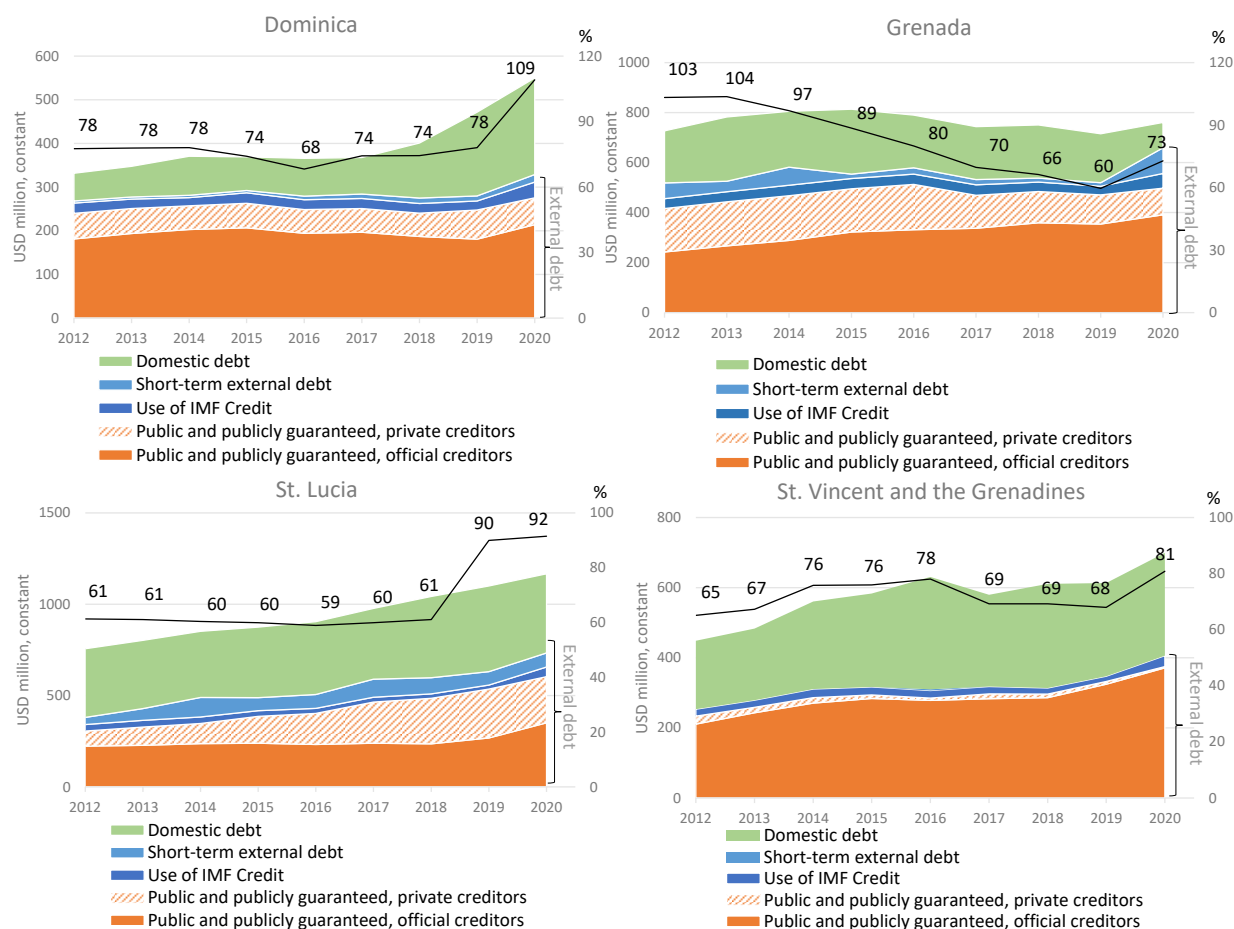 Dominica
%
USD million, constant
600
500
400
300
200
100
0
120
90
60
30
0
78
78
78
74
68
74
74
78
109
External debt
2012 2013 2014 2015 2016 2017 2018 2019 2020
Domestic debt
Short-term external debt
Use of IMF Credit
Public and publicly guaranteed, private creditors
Public and publicly guaranteed, official creditors
Grenada
%
USD million, constant
1000
800
600
400
200
0
120
90
60
30
0
103
104
97
89
80
70
66
60
73
External debt
2012 2013 2014 2015 2016 2017 2018 2019 2020
Domestic debt
Short-term external debt
Use of IMF Credit
Public and publicly guaranteed, private creditors
Public and publicly guaranteed, official creditors
St. Lucia
%
USD million, constant
1500
1000
500
0
100
80
60
40
20
0
61
61
60
60
59
60
61
90
92
External debt
2012 2013 2014 2015 2016 2017 2018 2019 2020
Domestic debt
Short-term external debt
Use of IMF Credit
Public and publicly guaranteed, private creditors
Public and publicly guaranteed, official creditors
St. Vincent and the Grenadines
%
USD million, constant
800
600
400
200
0
100
80
60
40
20
0
65
67
76
76
78
69
69
68
81
External debt
2012 2013 2014 2015 2016 2017 2018 2019 2020
Domestic debt
Short-term external debt
Use of IMF Credit
Public and publicly guaranteed, private creditors
Public and publicly guaranteed, official creditors